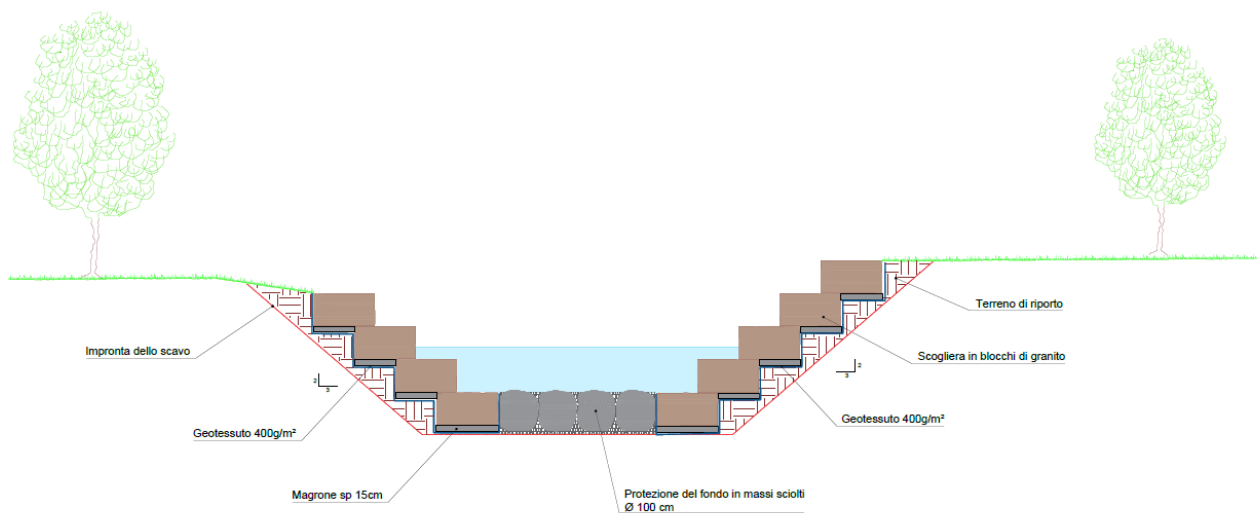 Terreno di riporto
Impronta dello scavo
Scogliera in blocchi di granito
2
3
2
3
Geotessuto 400g/m²
Geotessuto 400g/m²
Magrone sp 15cm
Protezione del fondo in massi sciolti
Ø 100 cm